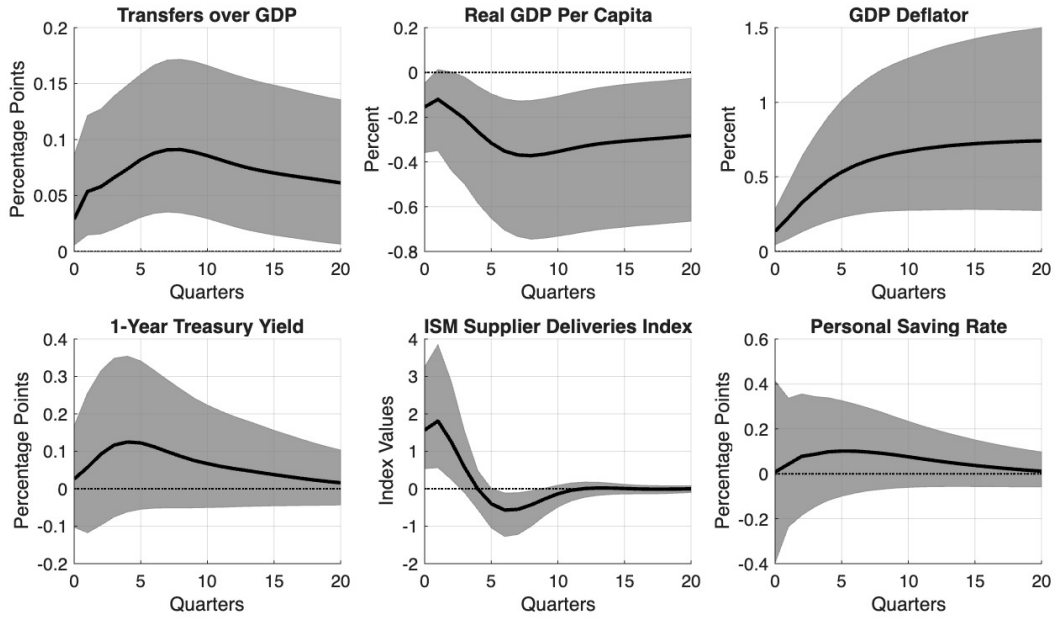 Transfers over GDP
Percentage Points
0.2
0.15
0.1
0.05
0
0 5 10 15 20
Quarters
Real GDP Per Capita
Percent
0.2
0
-0.2
-0.4
-0.6
-0.8
0 5 10 15 20
Quarters
GDP Deflator
Percent
1.5
1
0.5
0
0 5 10 15 20
Quarters
1-Year Treasury Yield
Percentage Points
0.4
0.3
0.2
0.1
0
-0.1
-0.2
0 5 10 15 20
Quarters
ISM Supplier Deliveries Index
Index Values
4
3
2
1
0
-1
-2
0 5 10 15 20
Quarters
Personal Saving Rate
Percentage Points
0.6
0.4
0.2
0
-0.2
-0.4
0 5 10 15 20
Quarters